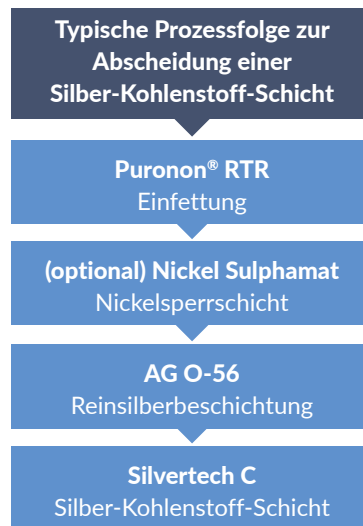 Typische Prozessfolge zur
Abscheidung einer
Silber-Kohlenstoff-Schicht
Puronon® RTR
Einfettung
(optional) Nickel Sulphamat
Nickelsperrschicht
AG O-56
Reinsilberbeschichtung
Silvertech C
Silber-Kohlenstoff-Schicht